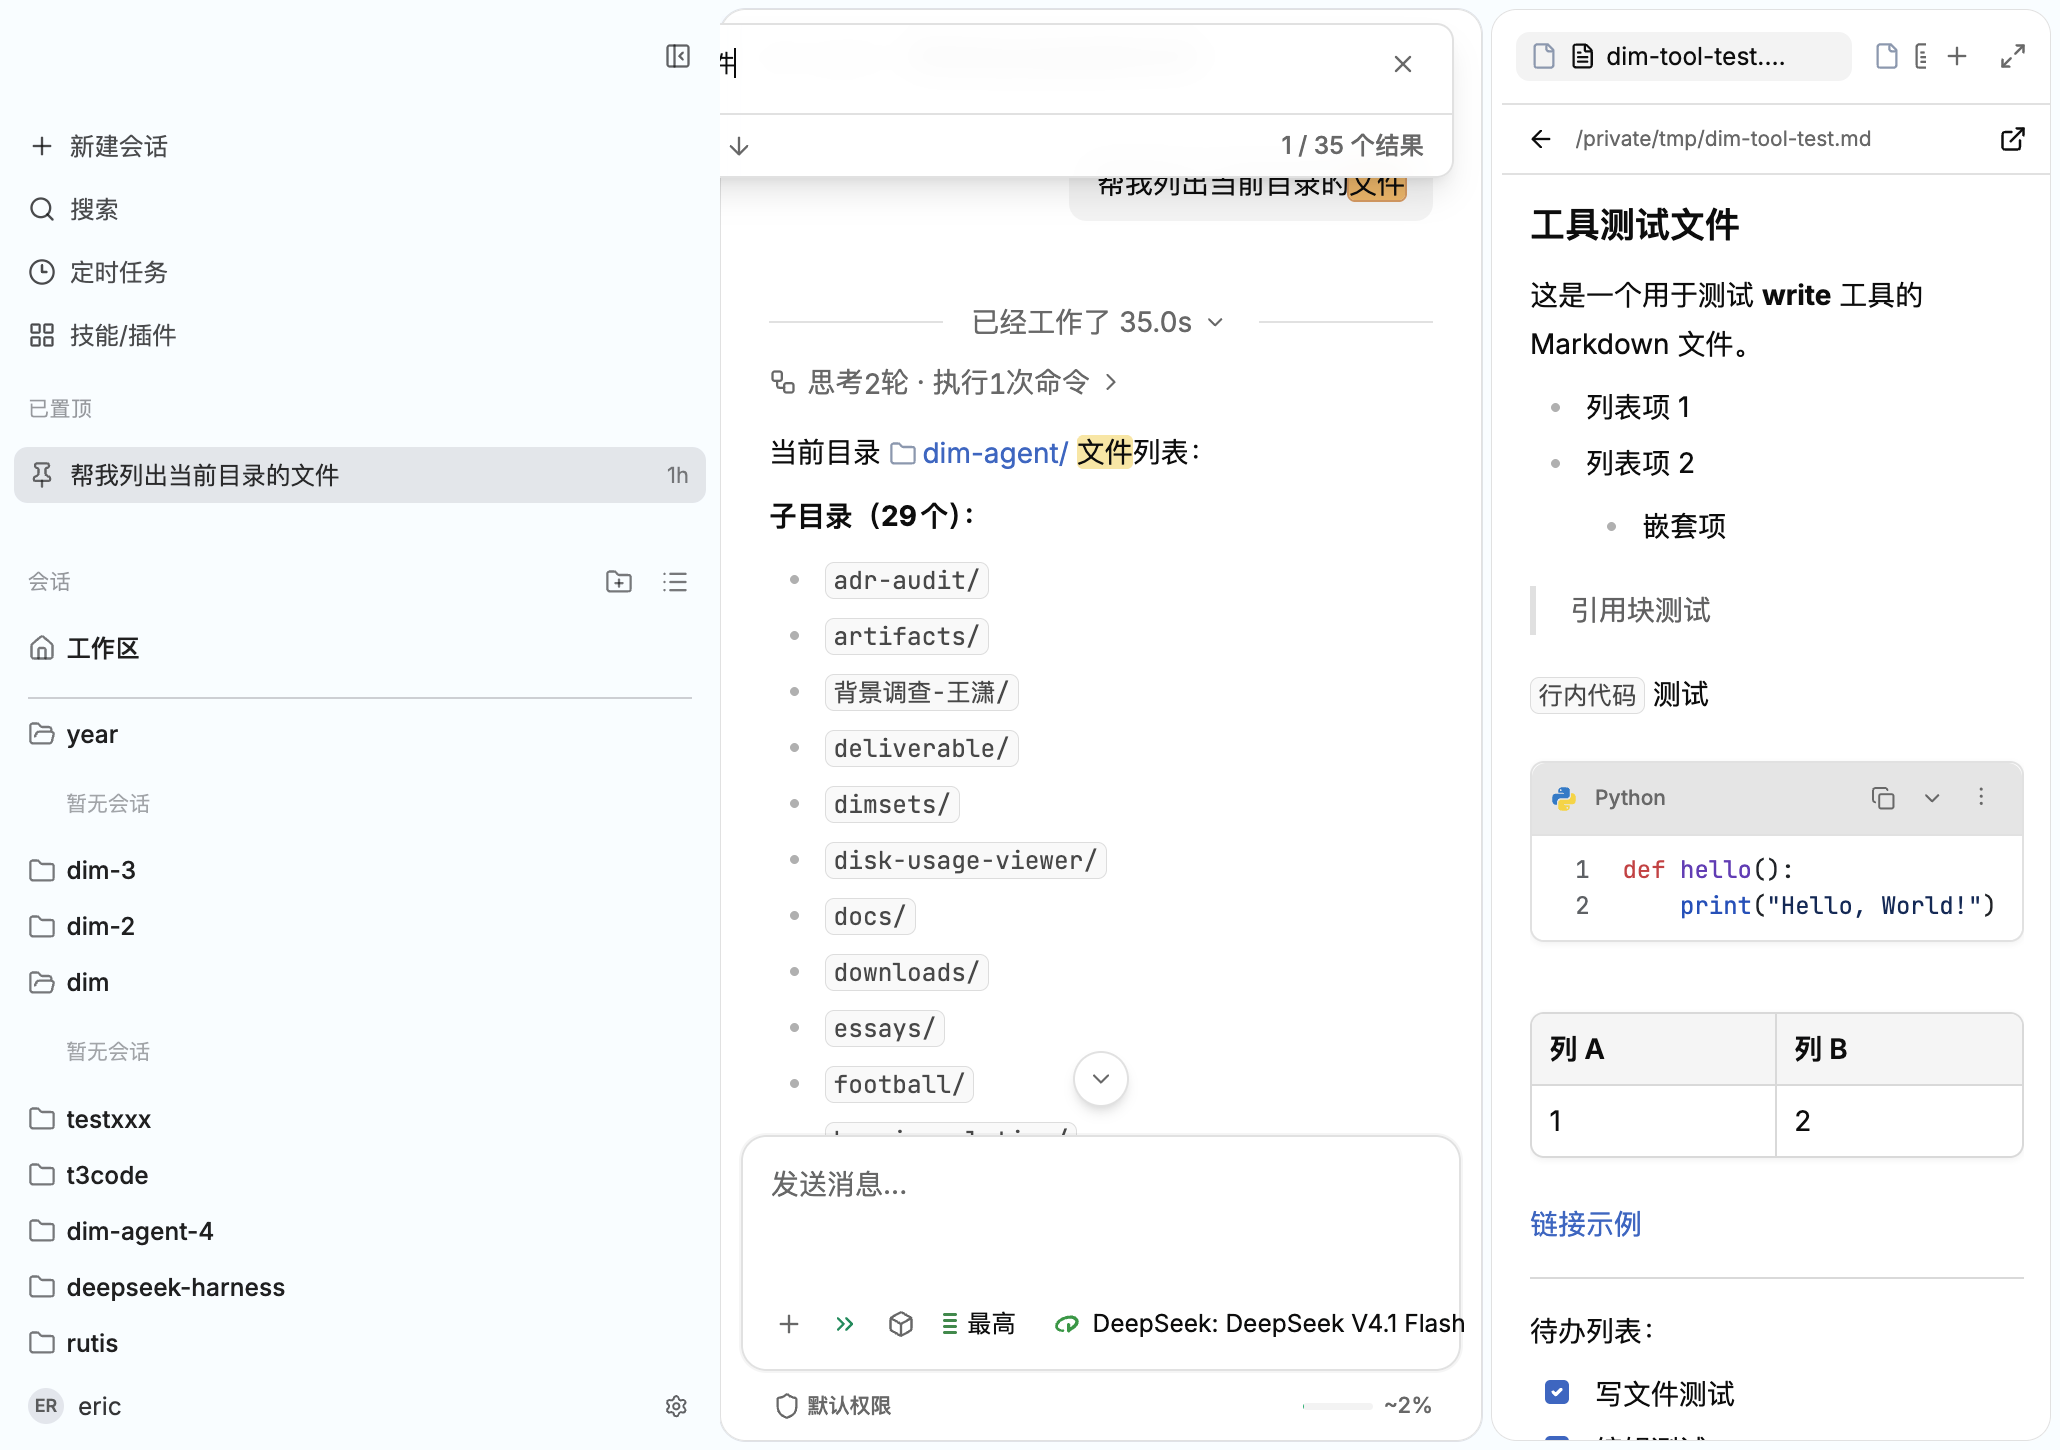 新建会话
搜索
定时任务
技能/插件
已置顶
帮我列出当前目录的文件 1h
会话
工作区
year
暂无会话
dim-3
dim-2
dim
暂无会话
testxxx
t3code
dim-agent-4
deepseek-harness
rutis
ER eric
件
1 / 35 个结果
帮我列出当前目录的文件
已经工作了 35.0s
思考2轮 · 执行1次命令
当前目录 dim-agent/ 文件列表：
子目录（29个）：
adr-audit/
artifacts/
背景调查-王潇/
deliverable/
dimsets/
disk-usage-viewer/
docs/
downloads/
essays/
football/
发送消息...
最高 DeepSeek: DeepSeek V4.1 Flash
默认权限 ~2%
dim-tool-test....
/private/tmp/dim-tool-test.md
工具测试文件
这是一个用于测试 write 工具的
Markdown 文件。
列表项 1
列表项 2
嵌套项
引用块测试
行内代码 测试
Python
1 def hello():
2 print("Hello, World!")
列 A 列 B
1 2
链接示例
待办列表：
写文件测试